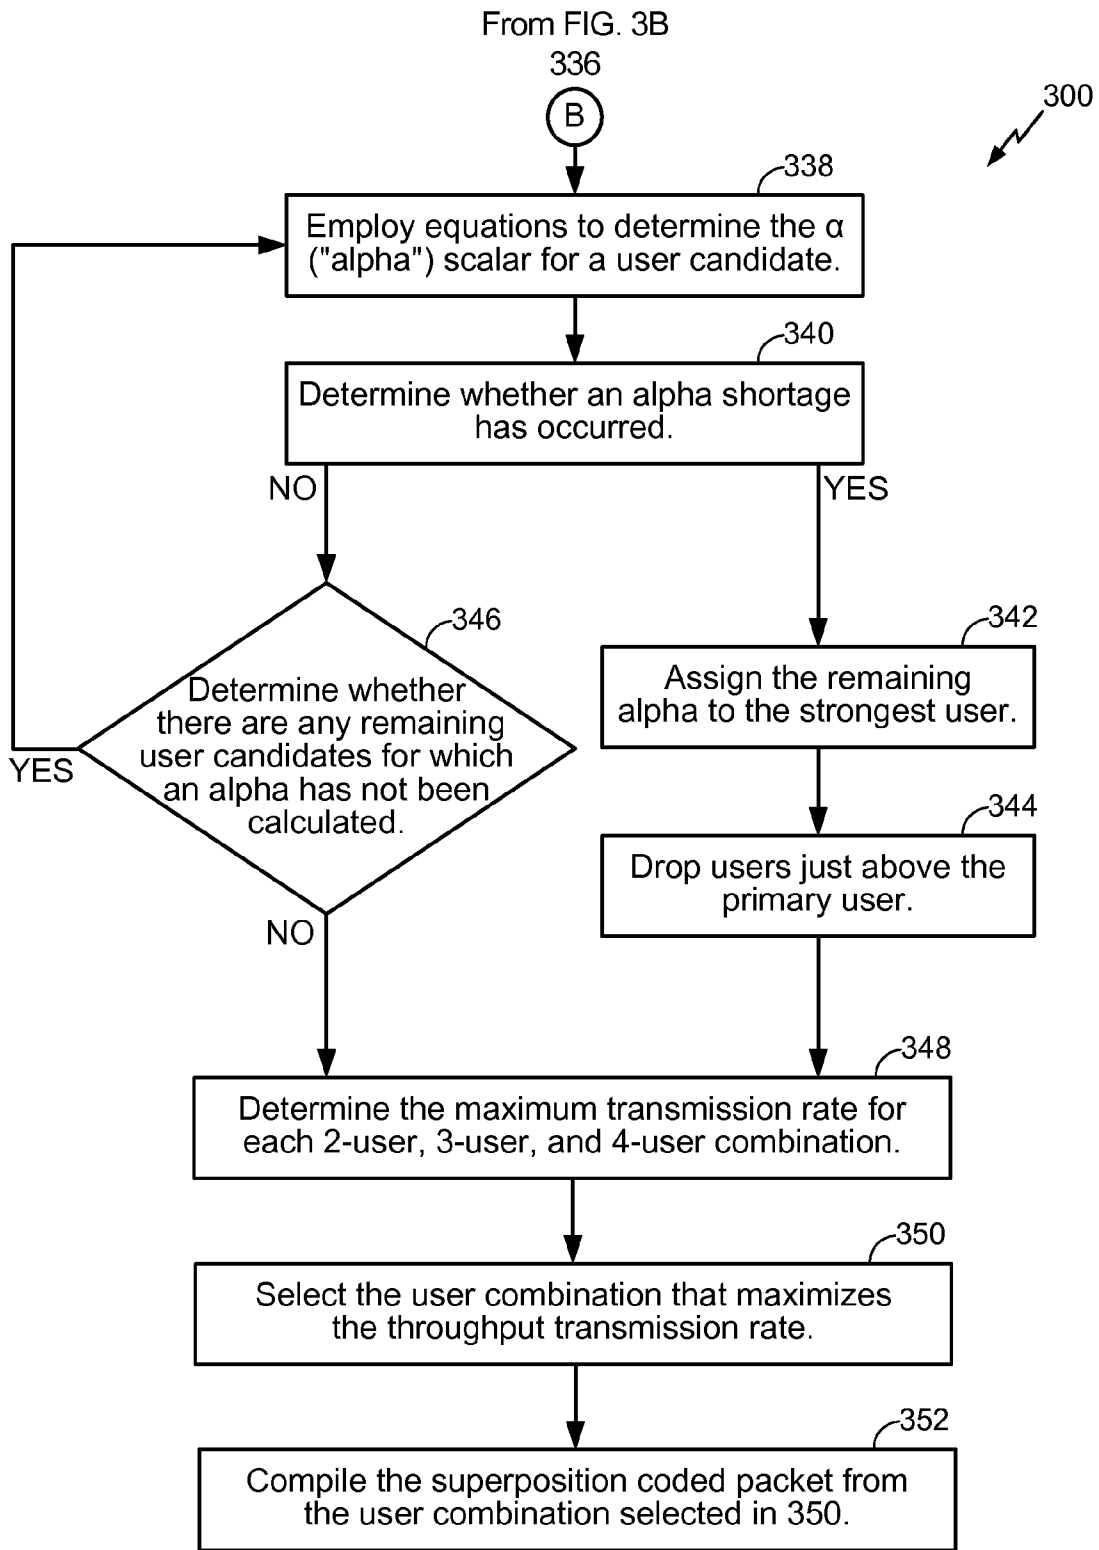 From FIG. 3B
336
B
300
338
Employ equations to determine the α
("alpha") scalar for a user candidate.
340
Determine whether an alpha shortage
has occurred.
NO
YES
346
Determine whether
there are any remaining
user candidates for which
an alpha has not been
calculated.
YES
NO
342
Assign the remaining
alpha to the strongest user.
344
Drop users just above the
primary user.
348
Determine the maximum transmission rate for
each 2-user, 3-user, and 4-user combination.
350
Select the user combination that maximizes
the throughput transmission rate.
352
Compile the superposition coded packet from
the user combination selected in 350.